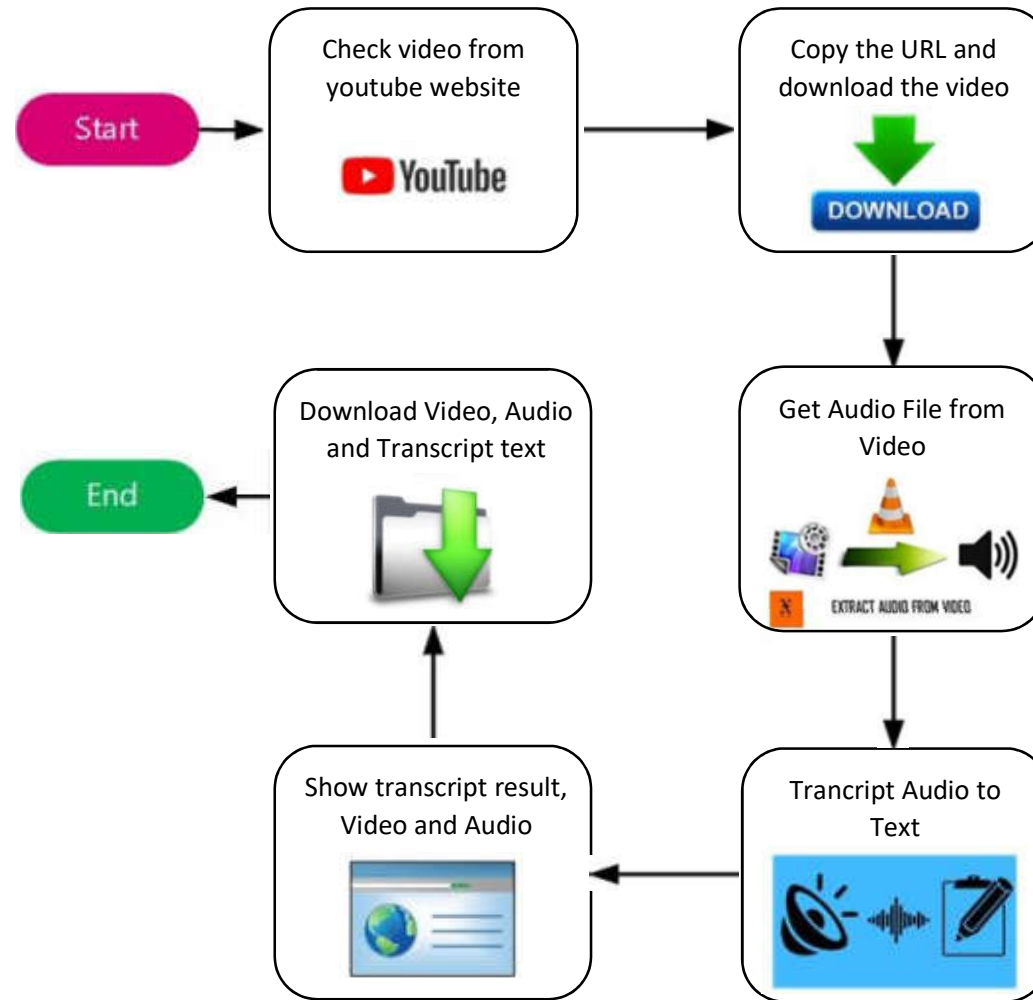 Start
Check video from
youtube website
YouTube
Copy the URL and
download the video
DOWNLOAD
Get Audio File from
Video
EXTRACT AUDIO FROM VIDEO
Trancript Audio to
Text
Show transcript result,
Video and Audio
Download Video, Audio
and Transcript text
End